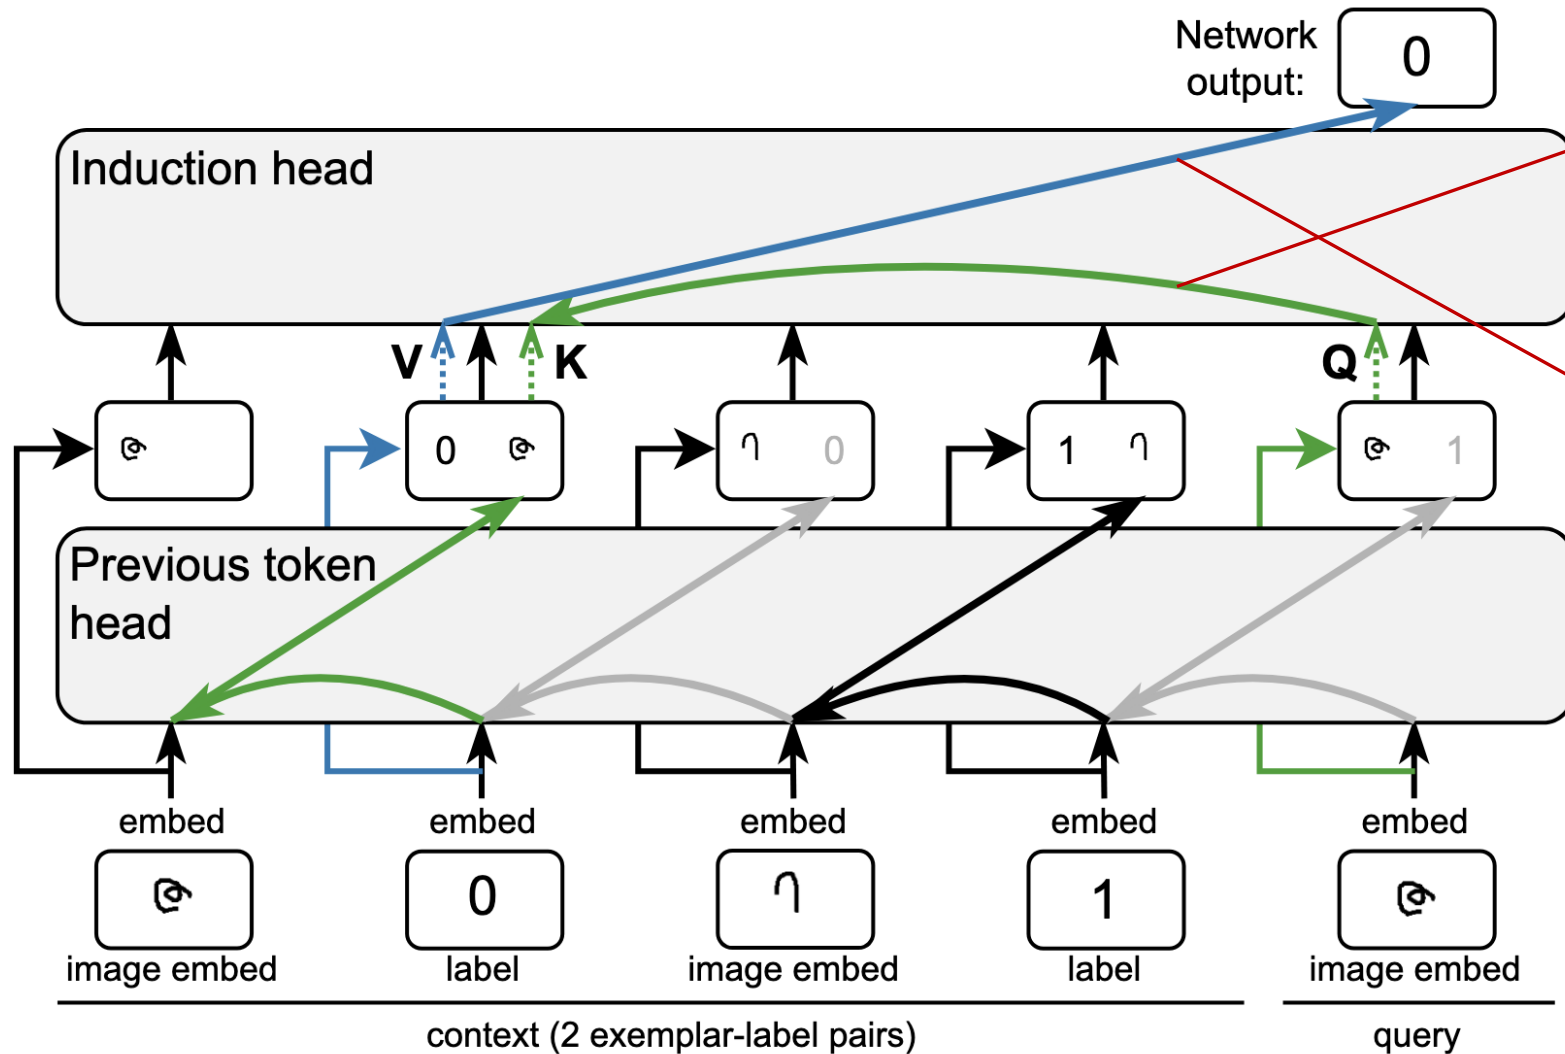 Network
output:
0
Induction head
V
K
Q
0
0
1
1
Previous token
head
embed
embed
embed
embed
embed
0
1
image embed
label
image embed
label
image embed
context (2 exemplar-label pairs)
query